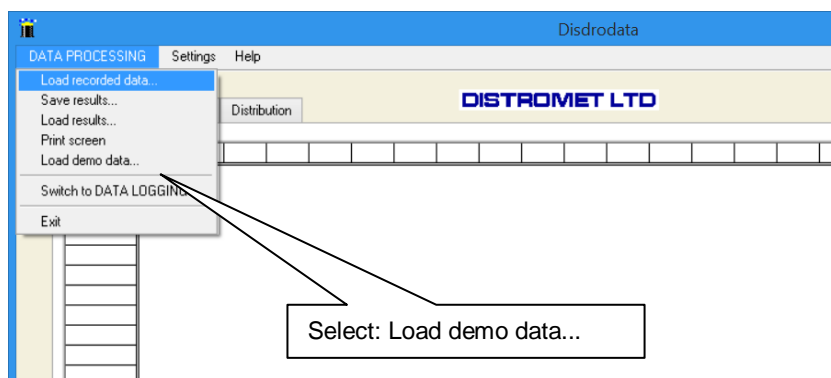 Disdrodata
DATA PROCESSING Settings Help
Load recorded data...
Save results...
Load results...
Print screen
Load demo data...
Switch to DATA LOGGING
Exit
Distribution
DISTROMET LTD
Select: Load demo data...